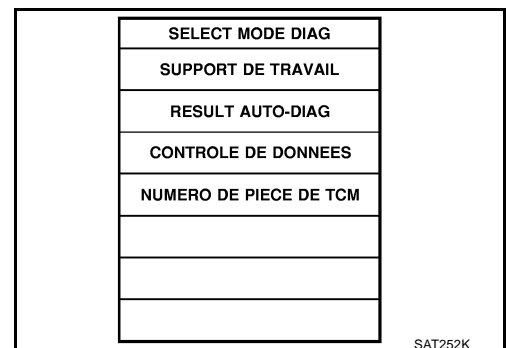 SELECT MODE DIAG
SUPPORT DE TRAVAIL
RESULT AUTO-DIAG
CONTROLE DE DONNEES
NUMERO DE PIECE DE TCM
SAT252K